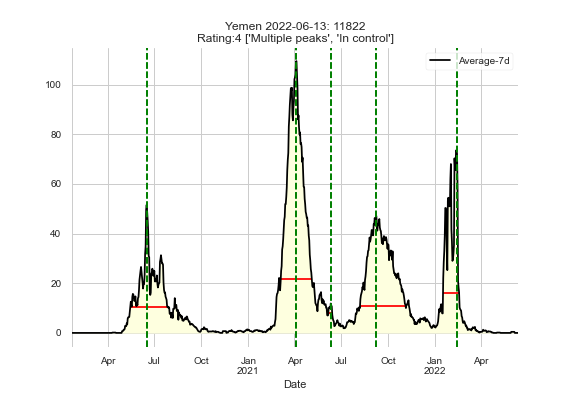 Yemen 2022-06-13: 11822
Rating:4 ['Multiple peaks', 'In control']
Average-7d
100
80
60
40
20
0
Apr Jul Oct Jan Apr Jul Oct Jan Apr
2021 2022
Date